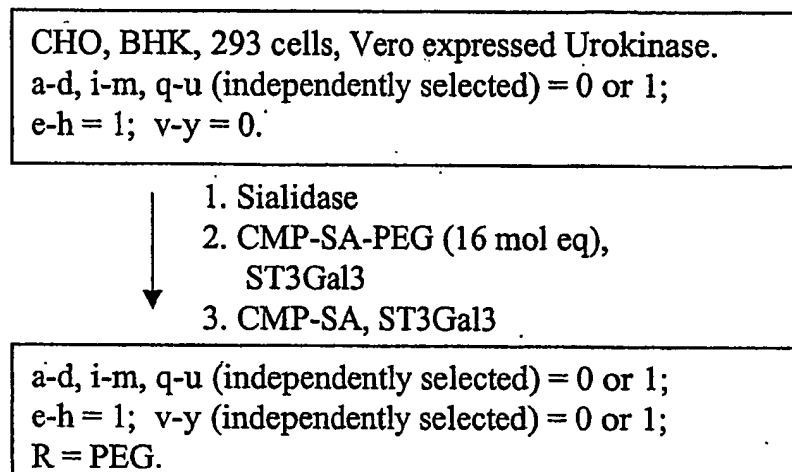 CHO, BHK, 293 cells, Vero expressed Urokinase.
a-d, i-m, q-u (independently selected) = 0 or 1;
e-h = 1; v-y = 0.
1. Sialidase
2. CMP-SA-PEG (16 mol eq),
ST3Gal3
3. CMP-SA, ST3Gal3
a-d, i-m, q-u (independently selected) = 0 or 1;
e-h = 1; v-y (independently selected) = 0 or 1;
R = PEG.